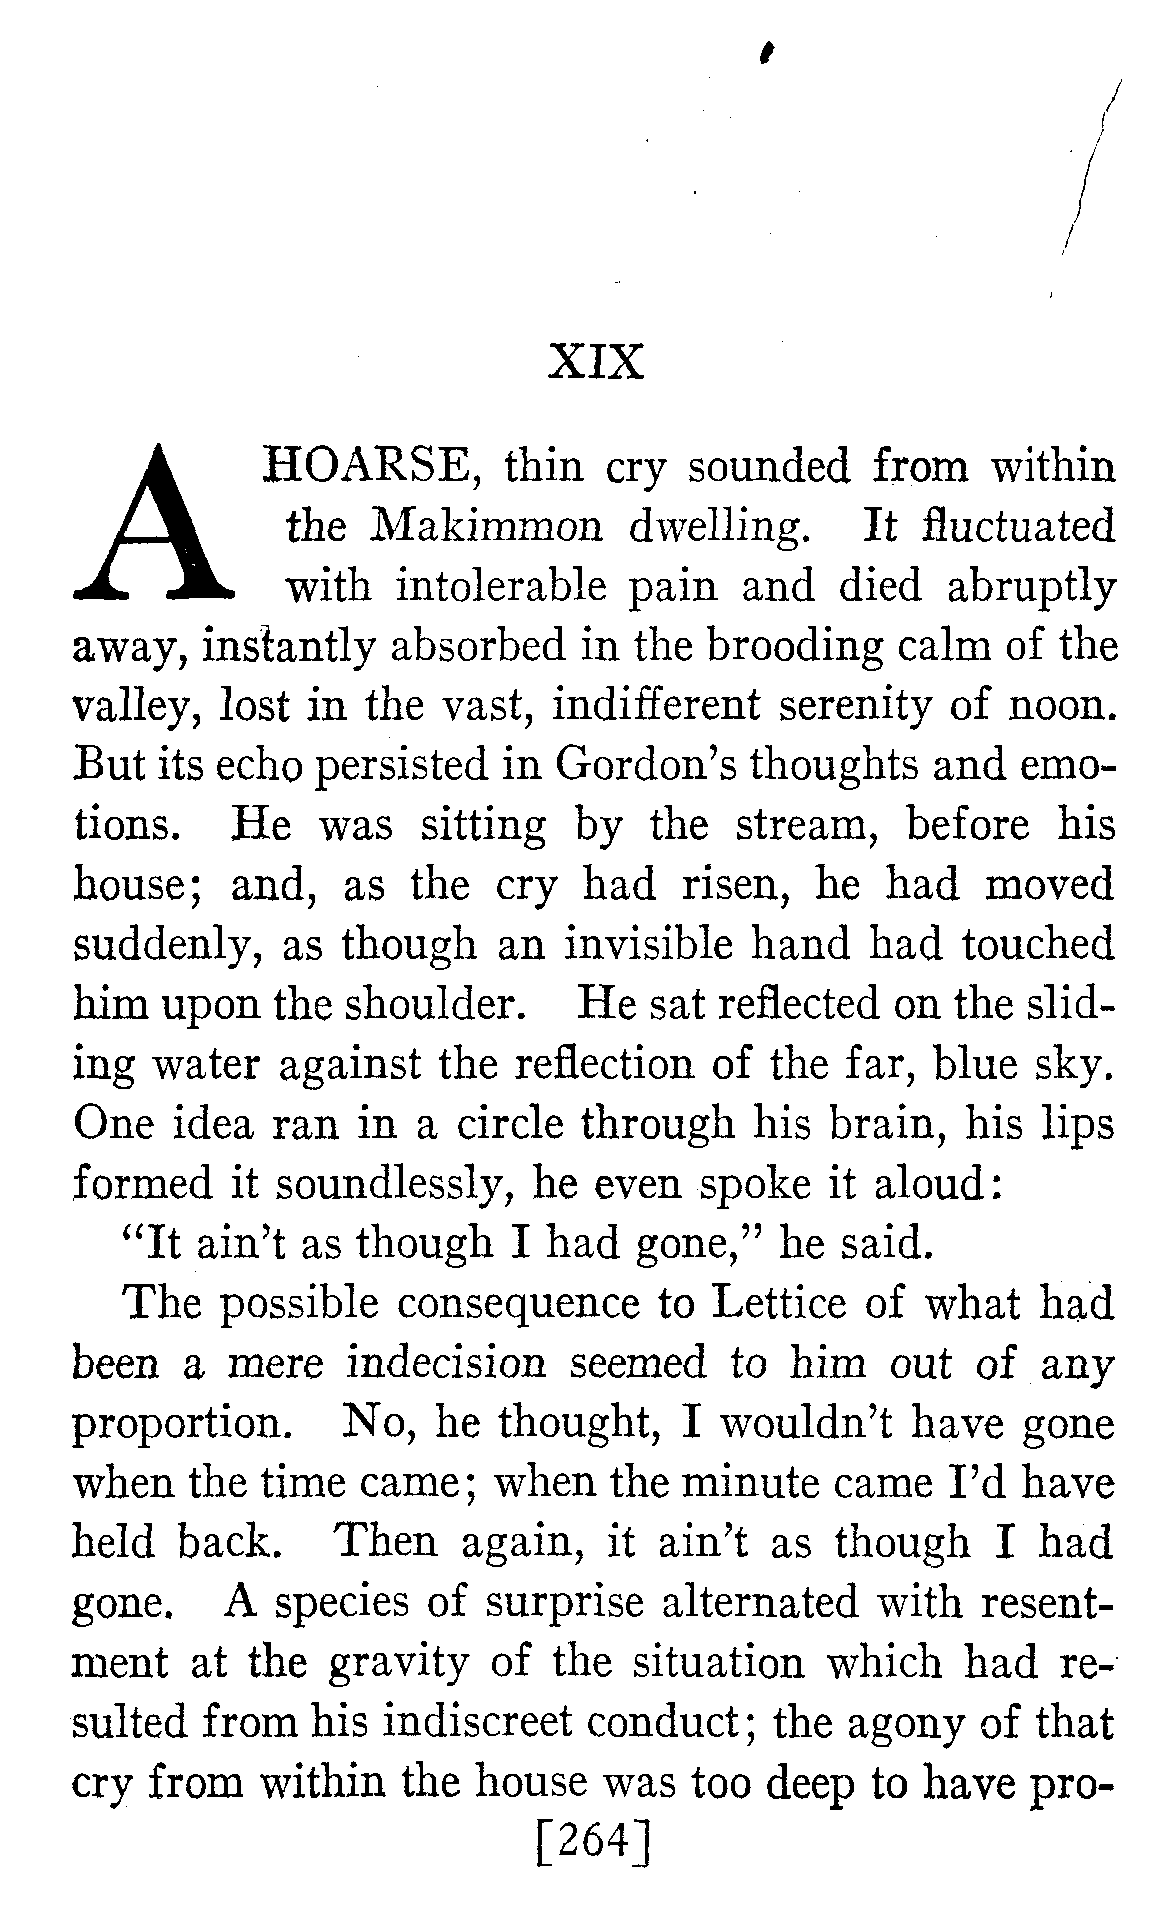 XIX
A HOARSE, thin cry sounded from within
the Makimmon dwelling. It fluctuated
with intolerable pain and died abruptly
away, instantly absorbed in the brooding calm of the
valley, lost in the vast, indifferent serenity of noon.
But its echo persisted in Gordon's thoughts and emo-
tions. He was sitting by the stream, before his
house; and, as the cry had risen, he had moved
suddenly, as though an invisible hand had touched
him upon the shoulder. He sat reflected on the slid-
ing water against the reflection of the far, blue sky.
One idea ran in a circle through his brain, his lips
formed it soundlessly, he even spoke it aloud:
"It ain't as though I had gone," he said.
The possible consequence to Lettice of what had
been a mere indecision seemed to him out of any
proportion. No, he thought, I wouldn't have gone
when the time came; when the minute came I'd have
held back. Then again, it ain't as though I had
gone. A species of surprise alternated with resent-
ment at the gravity of the situation which had re-
sulted from his indiscreet conduct; the agony of that
cry from within the house was too deep to have pro-
[264]